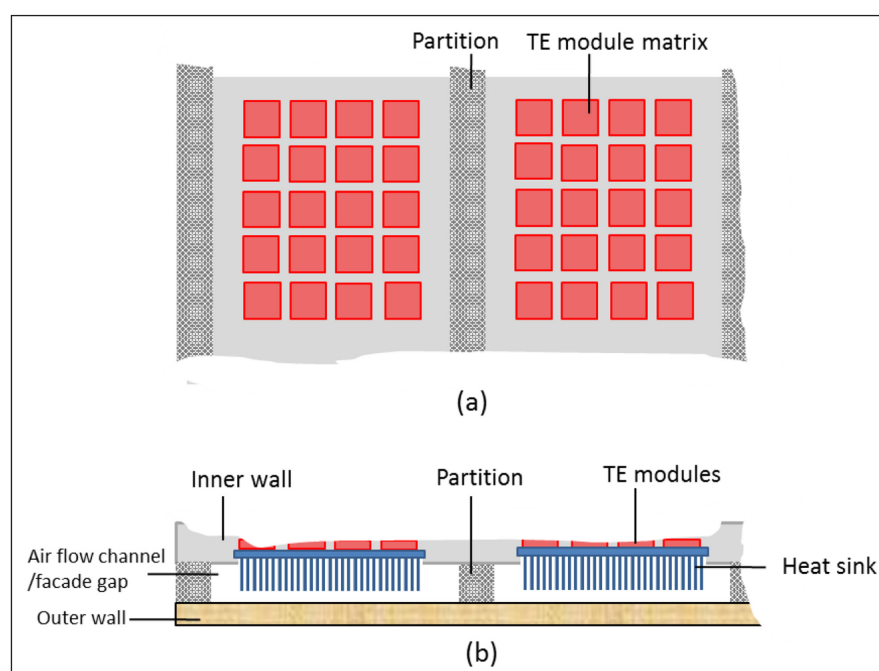 Partition
TE module matrix
(a)
Inner wall
Partition
TE modules
Air flow channel
/facade gap
Heat sink
Outer wall
(b)